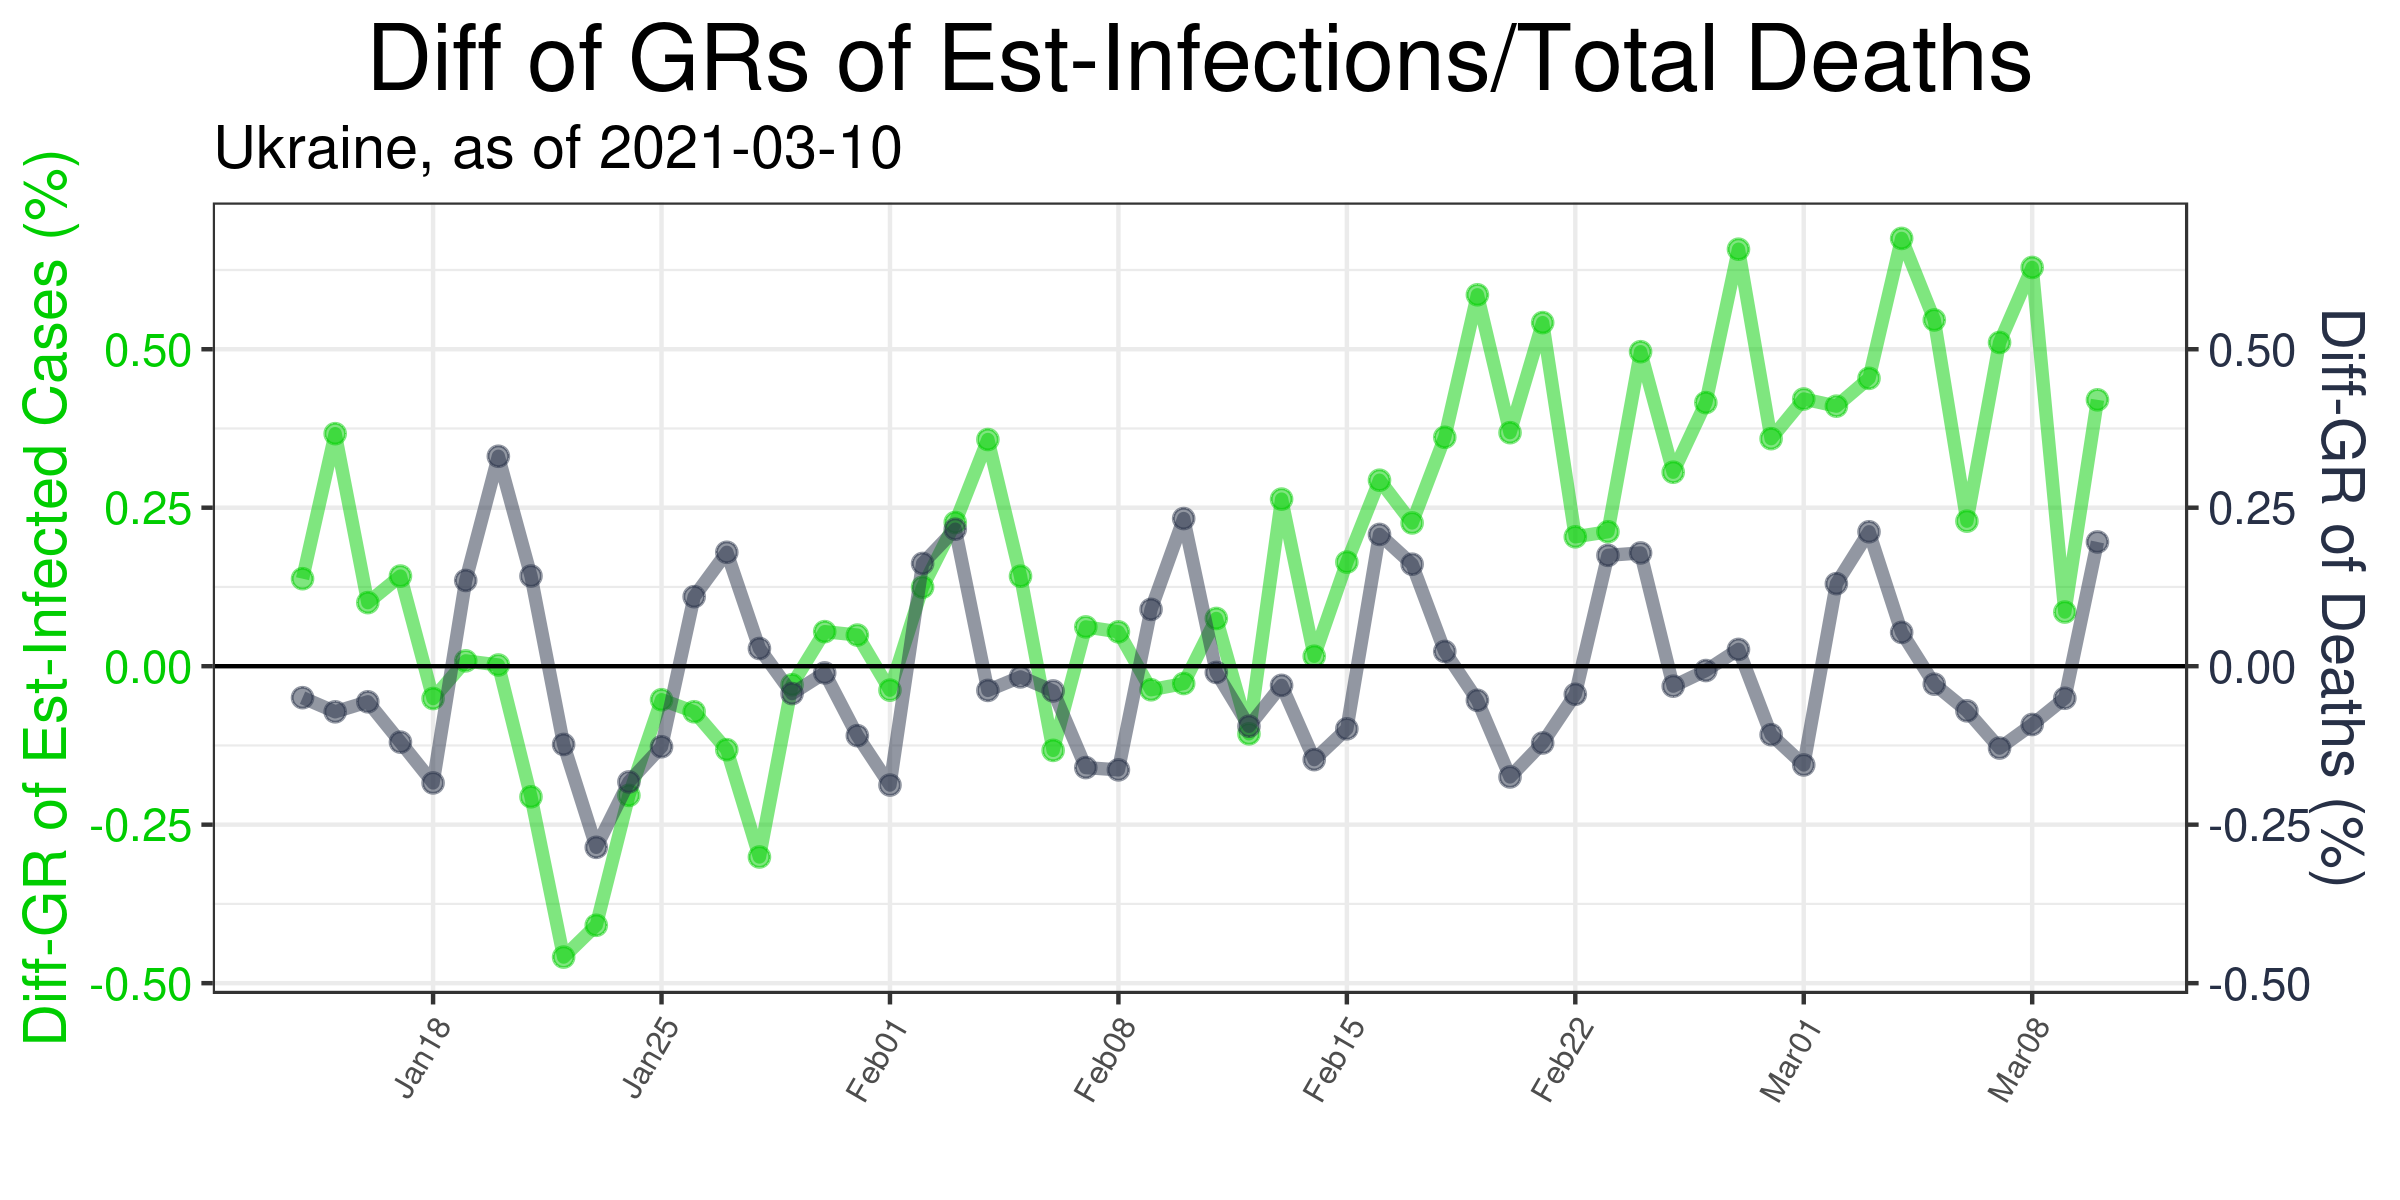 Diff of GRs of Est-Infections/Total Deaths
Ukraine, as of 2021-03-10
Diff-GR of Est-Infected Cases (%)
0.50
0.25
0.00
-0.25
-0.50
0.50
0.25
0.00
-0.25
-0.50
Diff-GR of Deaths (%)
Jan18
Jan25
Feb01
Feb08
Feb15
Feb22
Mar01
Mar08